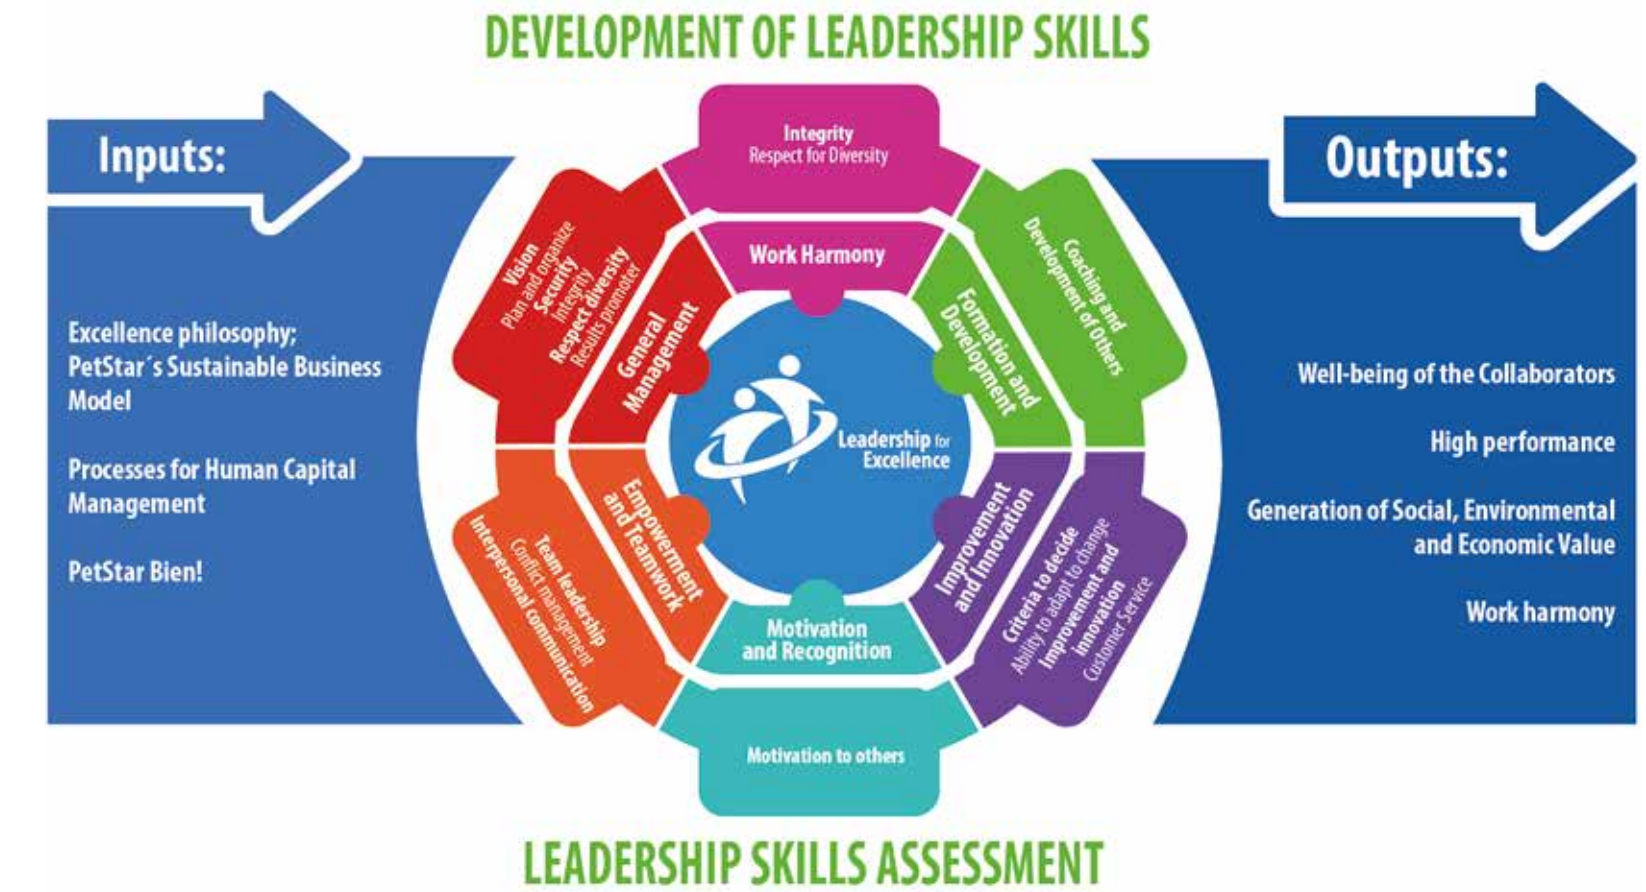 DEVELOPMENT OF LEADERSHIP SKILLS
Inputs:
Excellence philosophy;
PetStar´s Sustainable Business
Model
Processes for Human Capital
Management
PetStar Bien!
Integrity
Respect for Diversity
Work Harmony
Vision
Plan and organize
Security
Integrity
Respect diversity
Results promoter
General
Management
Coaching and
Development of Others
Formation and
Development
Leadership for
Excellence
Empowerment
and Teamwork
Team leadership
Conflict management
Interpersonal communication
Improvement
and Innovation
Criteria to decide
Ability to adapt to change
Improvement and
innovation
Customer Service
Motivation
and Recognition
Motivation to others
Outputs:
Well-being of the Collaborators
High performance
Generation of Social, Environmental
and Economic Value
Work harmony
LEADERSHIP SKILLS ASSESSMENT